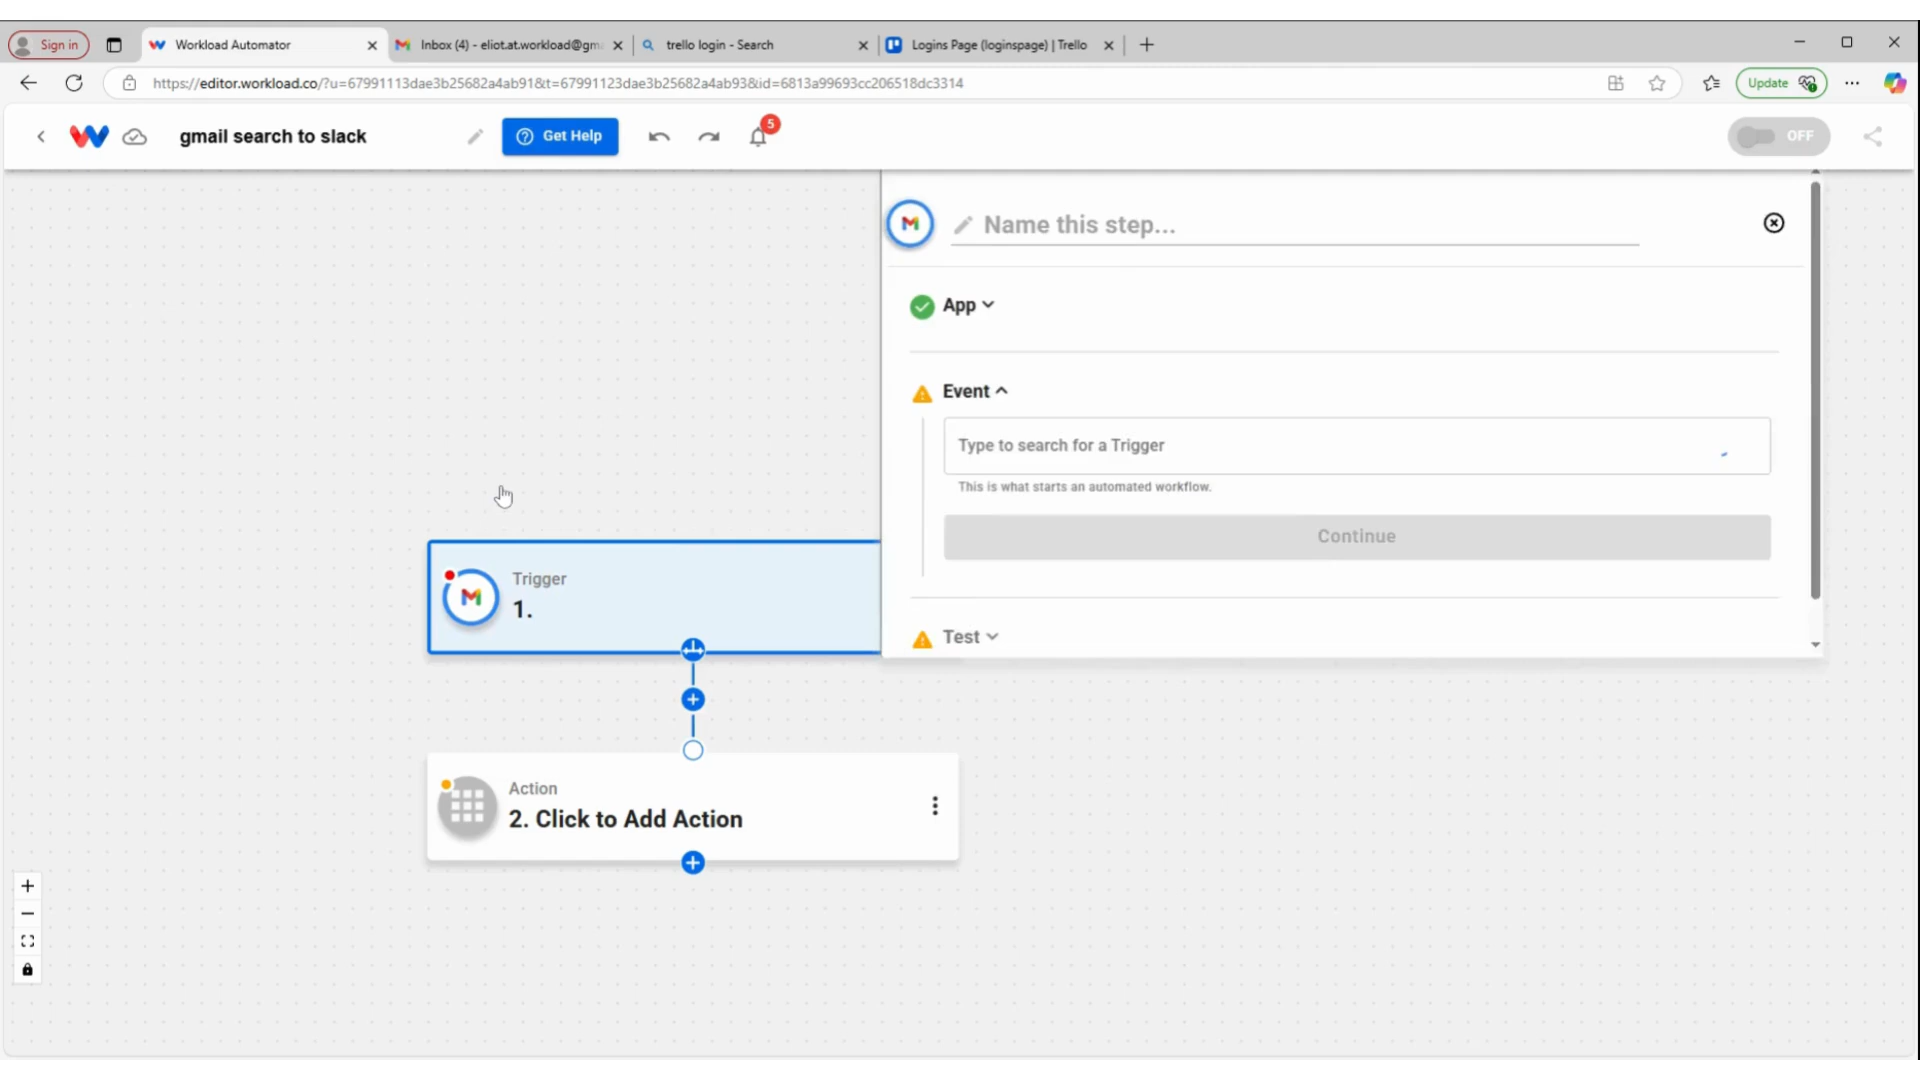 Sign in
Workload Automator
Inbox (4) - eliot.at.workload@gm
trello login - Search
Logins Page (loginspage) | Trello
https://editor.workload.co/?u=67991113dae3b25682a4ab91&t=67991123dae3b25682a4ab93&id=6813a99693cc206518dc3314
Update
gmail search to slack
Get Help
5
OFF
Name this step...
App
Event
Type to search for a Trigger
This is what starts an automated workflow.
Continue
Trigger
1.
Test
Action
2. Click to Add Action